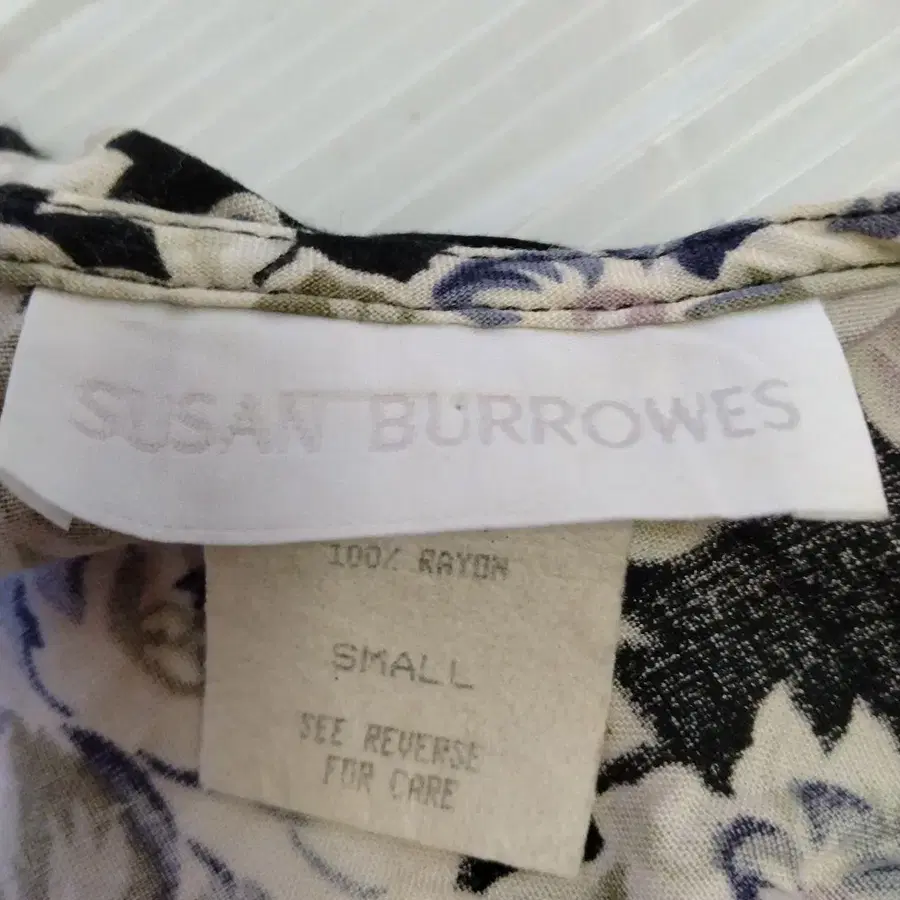 SUSAN BURROWES
100% RAYON
SMALL
SEE REVERSE
FOR CARE